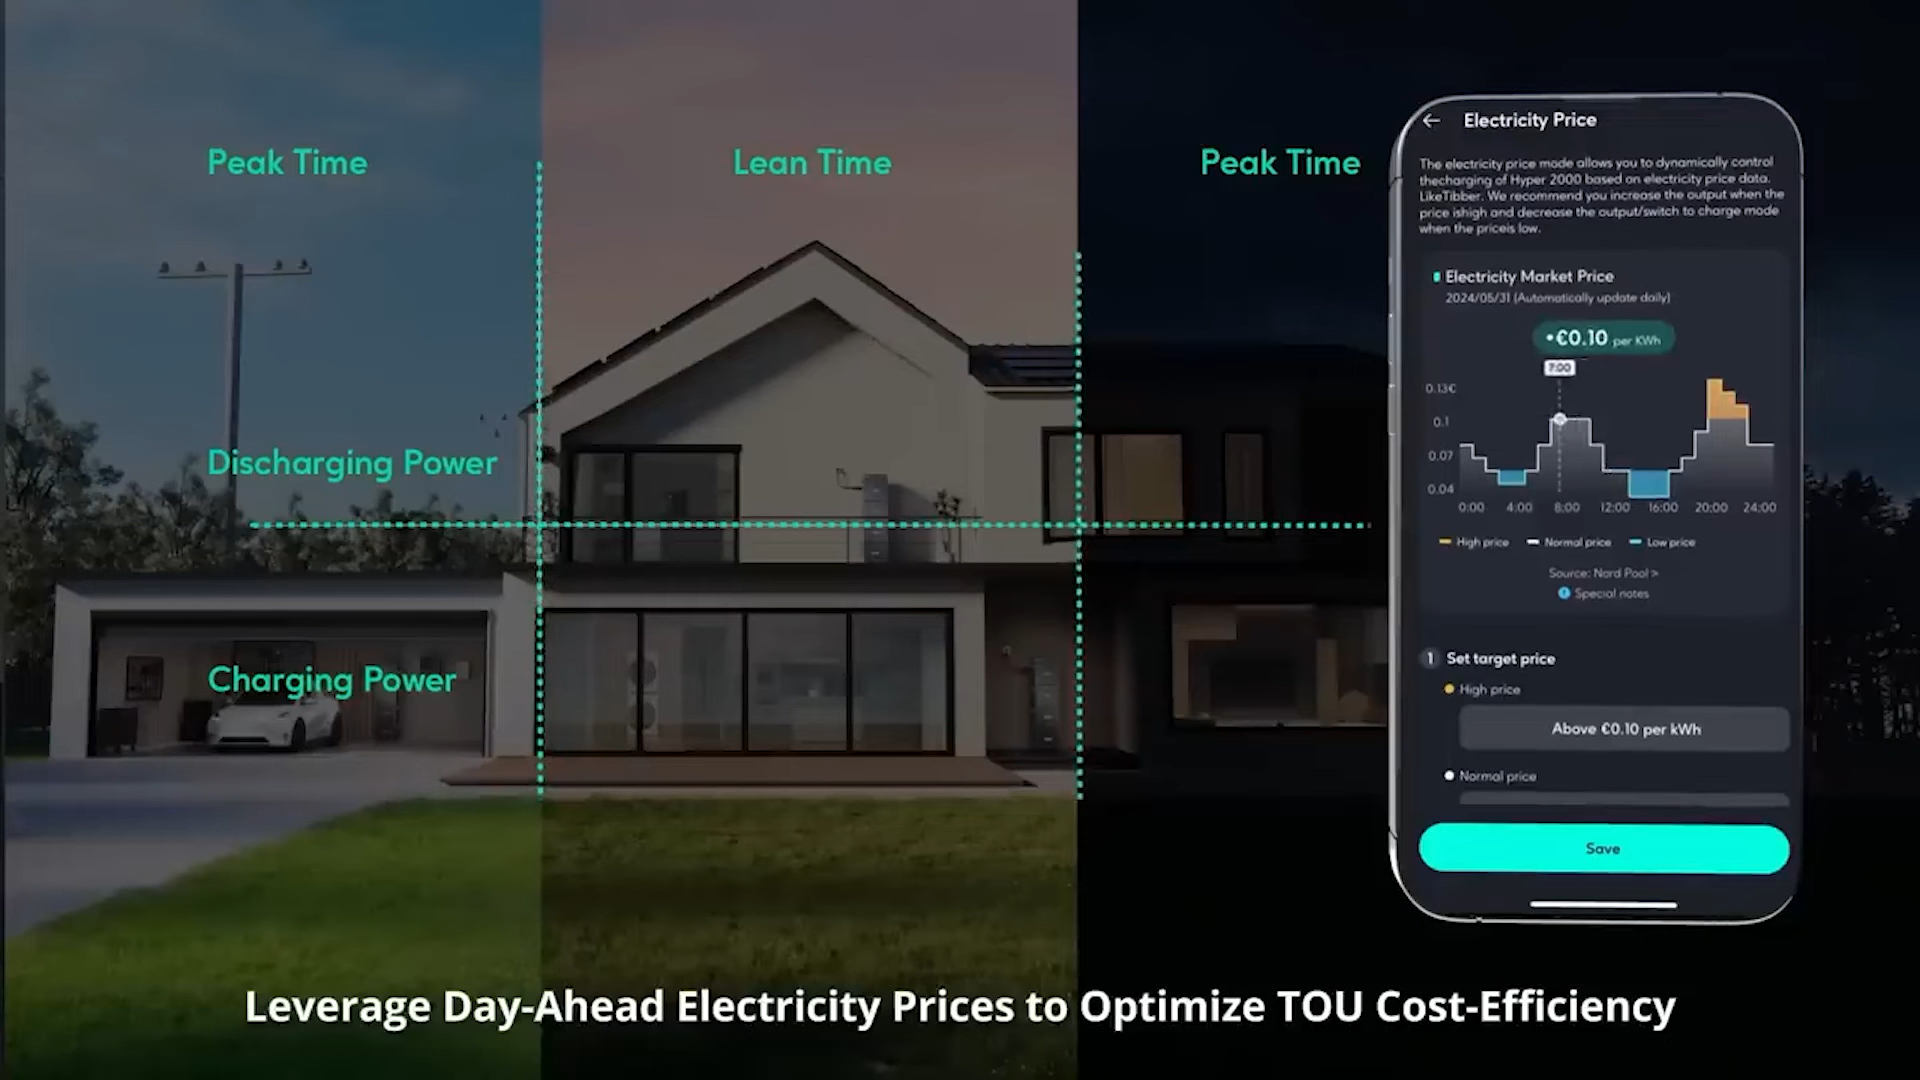 Peak Time
Lean Time
Peak Time
Discharging Power
Charging Power
Electricity Price
The electricity price mode allows you to dynamically control
thecharging of Hyper 2000 based on electricity price data.
LikeTibber. We recommend you increase the output when the
price ishigh and decrease the output/switch to charge mode
when the priceis low.
Electricity Market Price
2024/05/31 (Automatically update daily)
•€0.10 per KWh
7:00
0.13€
0.1
0.07
0.04
0:00 4:00 8:00 12:00 16:00 20:00 24:00
High price Normal price Low price
Source: Nord Pool >
Special notes
1 Set target price
High price
Above €0.10 per kWh
Normal price
Save
Leverage Day-Ahead Electricity Prices to Optimize TOU Cost-Efficiency